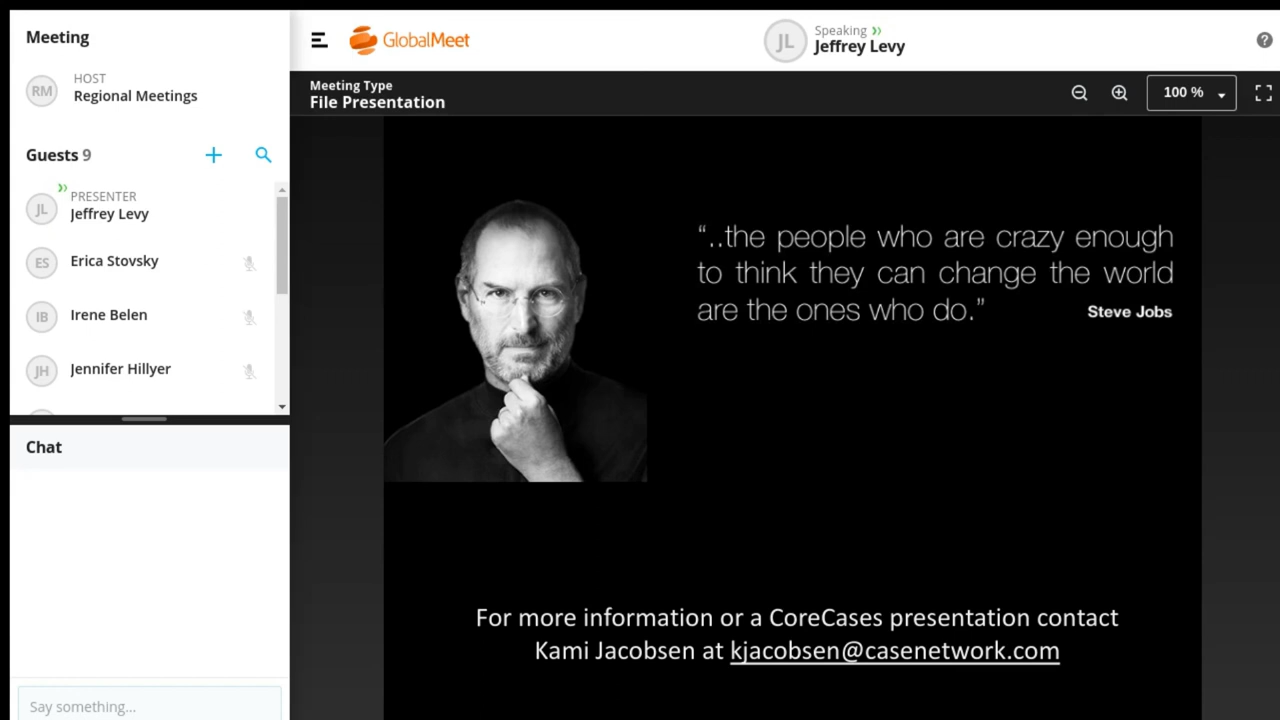 Meeting
RM
HOST
Regional Meetings
Guests 9
JL
PRESENTER
Jeffrey Levy
ES
Erica Stovsky
IB
Irene Belen
JH
Jennifer Hillyer
Chat
Say something...
GlobalMeet
JL
Speaking
Jeffrey Levy
?
Meeting Type
File Presentation
100 %
“..the people who are crazy enough
to think they can change the world
are the ones who do.”
Steve Jobs
For more information or a CoreCases presentation contact
Kami Jacobsen at kjacobsen@casenetwork.com